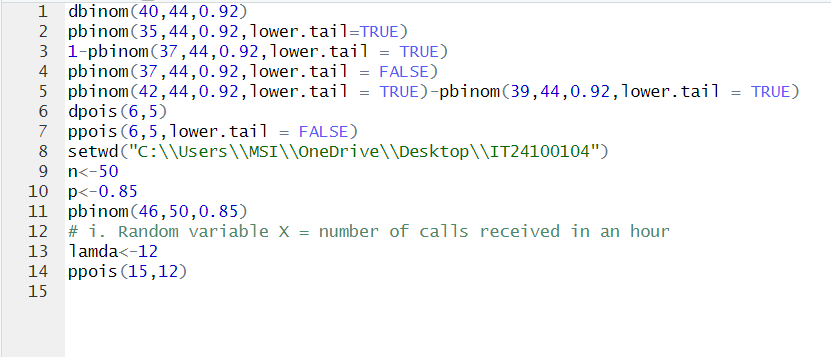 1 dbinom(40,44,0.92)
2 pbinom(35,44,0.92,lower.tail=TRUE)
3 1-pbinom(37,44,0.92,lower.tail = TRUE)
4 pbinom(37,44,0.92,lower.tail = FALSE)
5 pbinom(42,44,0.92,lower.tail = TRUE)-pbinom(39,44,0.92,lower.tail = TRUE)
6 dpois(6,5)
7 ppois(6,5,lower.tail = FALSE)
8 setwd("C:\\Users\\MSI\\OneDrive\\Desktop\\IT24100104")
9 n<-50
10 p<-0.85
11 pbinom(46,50,0.85)
12 # i. Random variable X = number of calls received in an hour
13 lamda<-12
14 ppois(15,12)
15